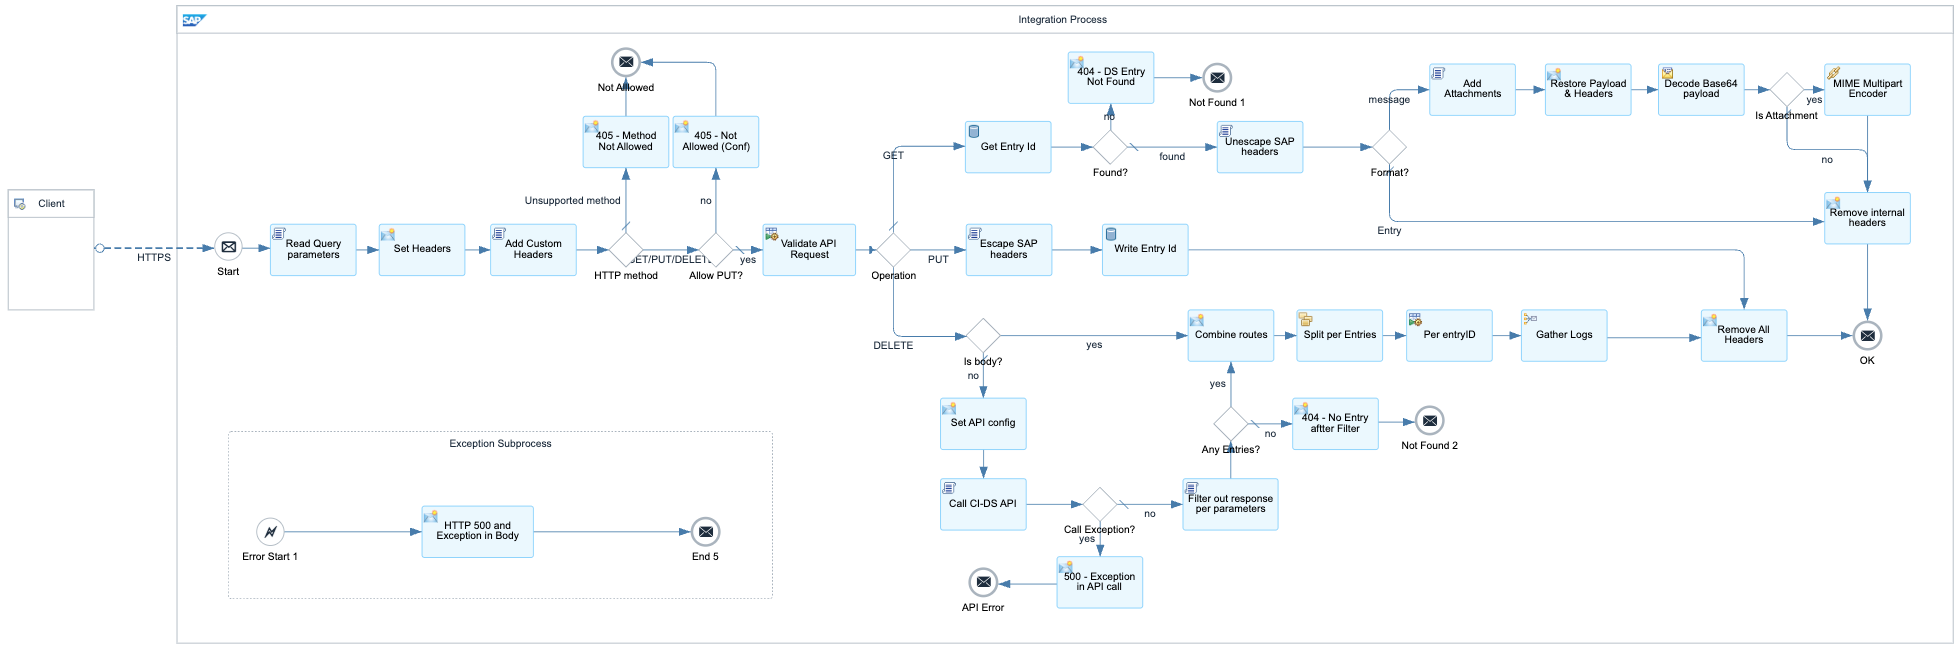 SAP
Integration Process
Client
HTTPS
Start
Read Query
parameters
Set Headers
Add Custom
Headers
HTTP method
Unsupported method
405 - Method
Not Allowed
Not Allowed
405 - Not
Allowed (Conf)
no
GET/PUT/DELETE
Allow PUT?
yes
Validate API
Request
Operation
GET
Get Entry Id
Found?
no
404 - DS Entry
Not Found
Not Found 1
found
Unescape SAP
headers
Format?
message
Add
Attachments
Restore Payload
& Headers
Decode Base64
payload
Is Attachment
yes
MIME Multipart
Encoder
no
Entry
Remove internal
headers
PUT
Escape SAP
headers
Write Entry Id
DELETE
Is body?
yes
Combine routes
Split per Entries
Per entryID
Gather Logs
Remove All
Headers
OK
no
Set API config
Call CI-DS API
Call Exception?
no
yes
500 - Exception
in API call
API Error
Filter out response
per parameters
Any Entries?
yes
no
404 - No Entry
aftter Filter
Not Found 2
Exception Subprocess
Error Start 1
HTTP 500 and
Exception in Body
End 5